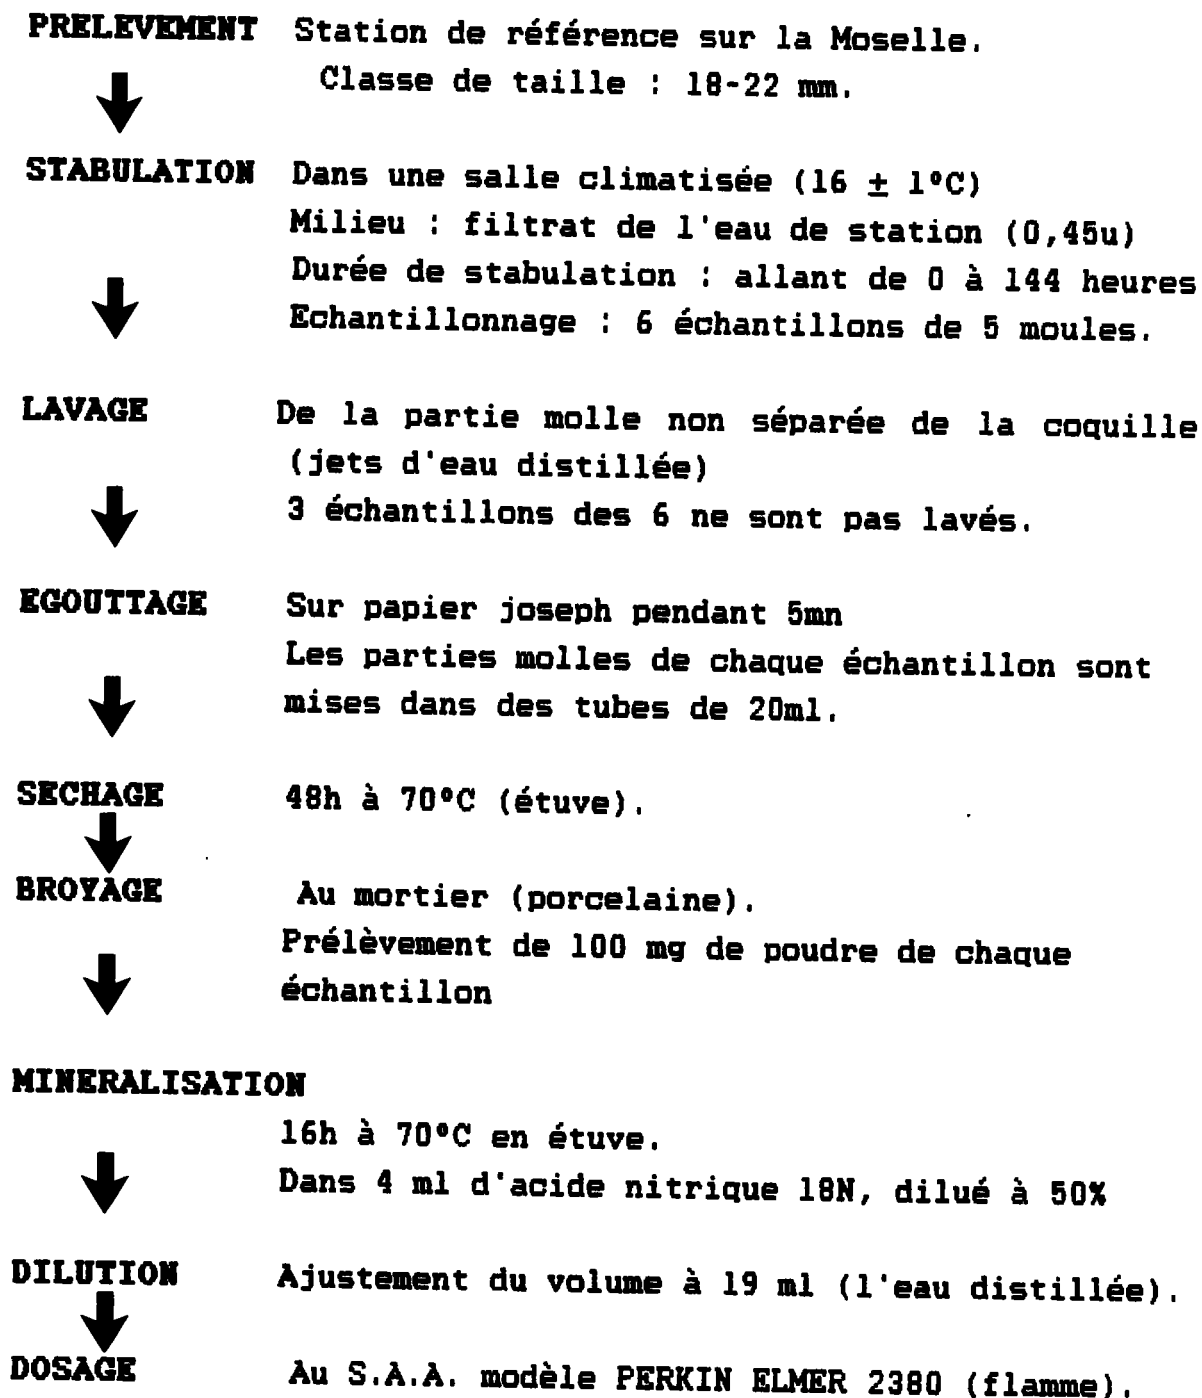 PRELEVEMENT Station de référence sur la Moselle.
Classe de taille : 18-22 mm.
STABULATION Dans une salle climatisée (16 ± 1°C)
Milieu : filtrat de l'eau de station (0,45u)
Durée de stabulation : allant de 0 à 144 heures
Echantillonnage : 6 échantillons de 5 moules.
LAVAGE De la partie molle non séparée de la coquille
(jets d'eau distillée)
3 échantillons des 6 ne sont pas lavés.
EGOUTTAGE Sur papier joseph pendant 5mn
Les parties molles de chaque échantillon sont
mises dans des tubes de 20ml.
SECHAGE 48h à 70°C (étuve).
BROYAGE Au mortier (porcelaine).
Prélèvement de 100 mg de poudre de chaque
échantillon
MINERALISATION
16h à 70°C en étuve.
Dans 4 ml d'acide nitrique 18N, dilué à 50%
DILUTION Ajustement du volume à 19 ml (l'eau distillée).
DOSAGE Au S.A.A. modèle PERKIN ELMER 2380 (flamme).